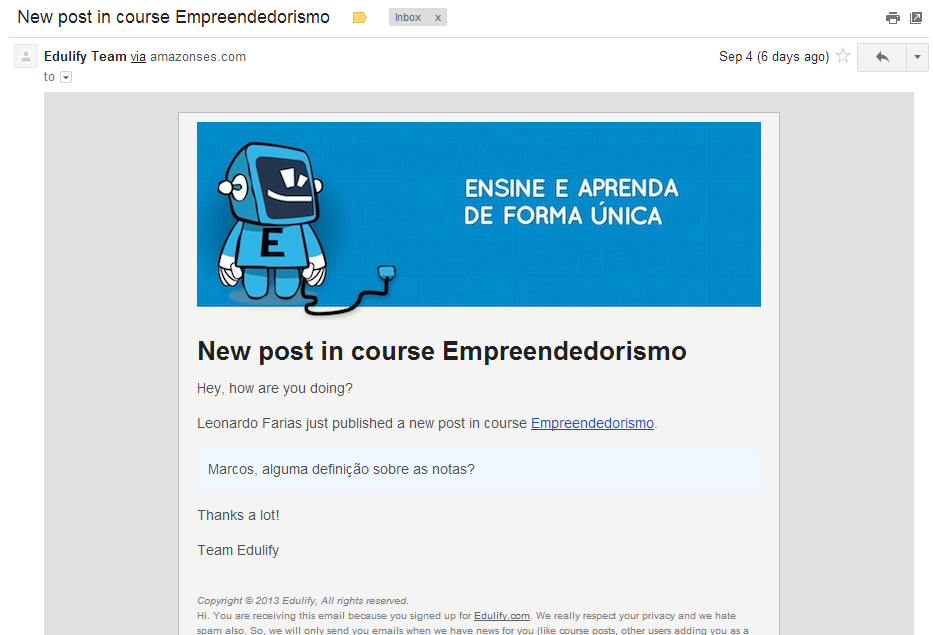 New post in course Empreendedorismo
Inbox x
Edulify Team via amazonses.com
Sep 4 (6 days ago)
to
ENSINE E APRENDA
DE FORMA ÚNICA
E
New post in course Empreendedorismo
Hey, how are you doing?
Leonardo Farias just published a new post in course Empreendedorismo.
Marcos, alguma definição sobre as notas?
Thanks a lot!
Team Edulify
Copyright © 2013 Edulify, All rights reserved.
Hi. You are receiving this email because you signed up for Edulify.com. We really respect your privacy and we hate
spam also. So, we will only send you emails when we have news for you (like course posts, other users adding you as a